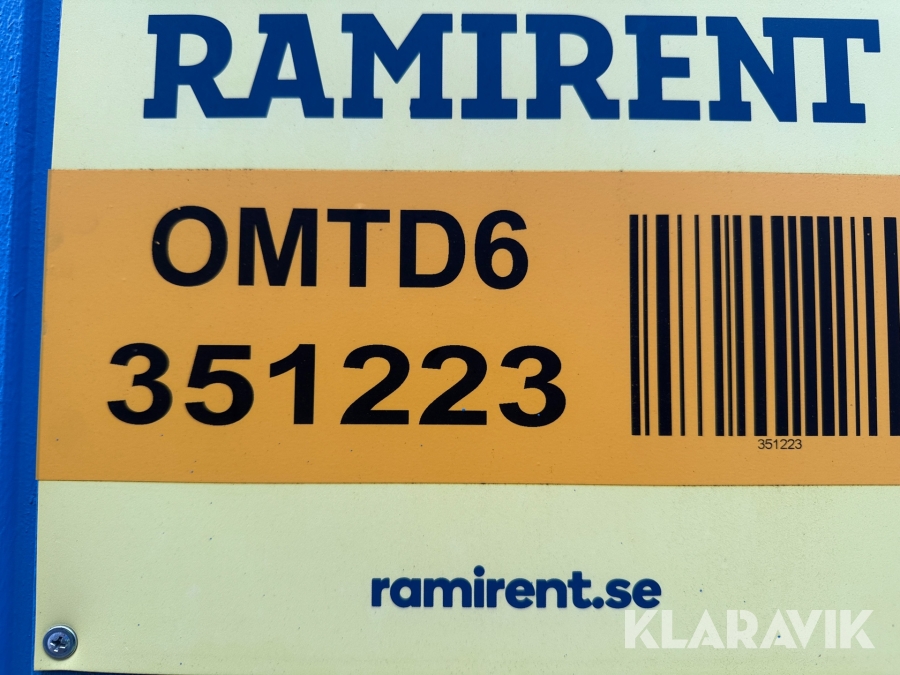 RAMIRENT
OMTD6
351223
351223
ramirent.se
KLARAVIK